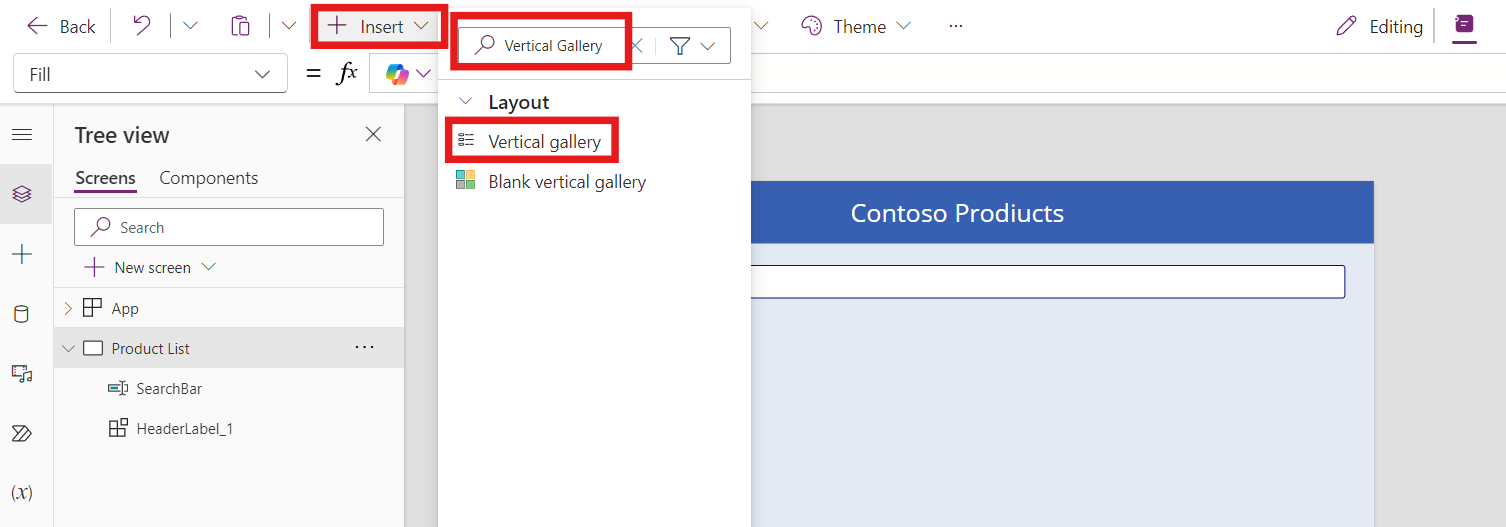 Back
Insert
Theme
...
Editing
Vertical Gallery
Fill
= fx
Layout
Vertical gallery
Blank vertical gallery
Tree view
Screens
Components
Search
New screen
App
Product List
...
SearchBar
HeaderLabel_1
(x)
Contoso Prodiucts